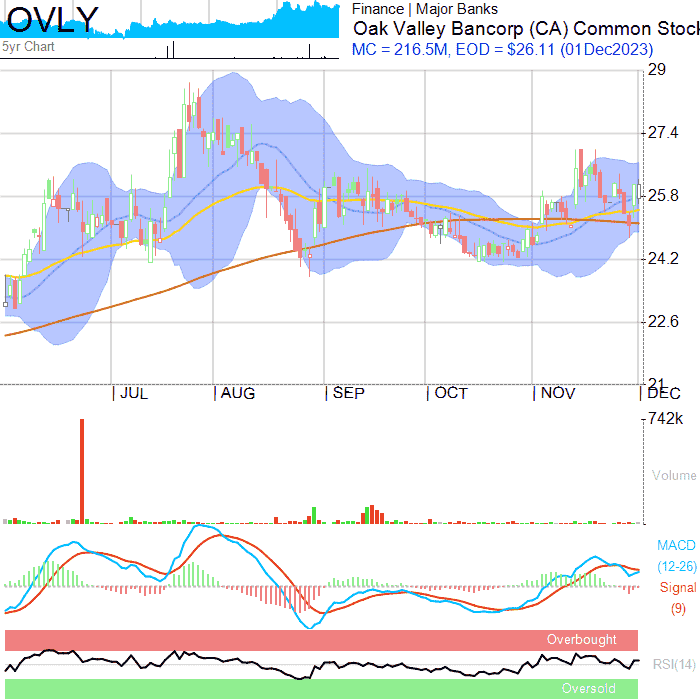 OVLY
5yr Chart
Finance | Major Banks
Oak Valley Bancorp (CA) Common Stock
MC = 216.5M, EOD = $26.11 (01Dec2023)
29
27.4
25.8
24.2
22.6
21
JUL AUG SEP OCT NOV DEC
742k
Volume
MACD
(12-26)
Signal
(9)
Overbought
RSI(14)
Oversold